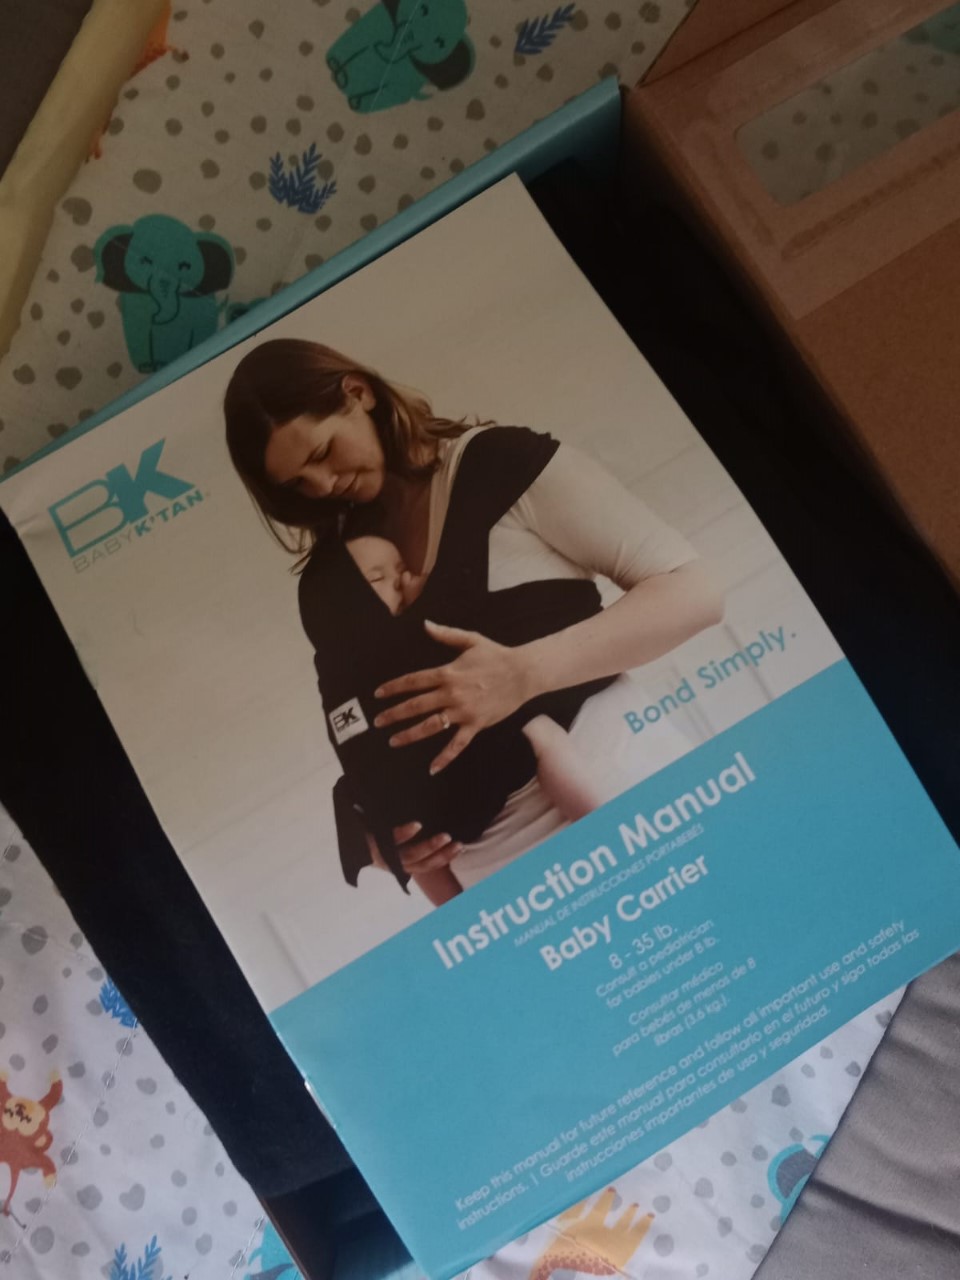 BK
BABY K'TAN®
BK
Bond Simply.
Instruction Manual
MANUAL DE INSTRUCCIONES PORTABEBÉS
Baby Carrier
8 - 35 lb.
Consult a pediatrician
for babies under 8 lb.
Consultar médico
para bebés de menos de 8
libras (3.6 kg.).
Keep this manual for future reference and follow all important use and safety
instructions. | Guarde este manual para consultarlo en el futuro y siga todas las
instrucciones importantes de uso y seguridad.